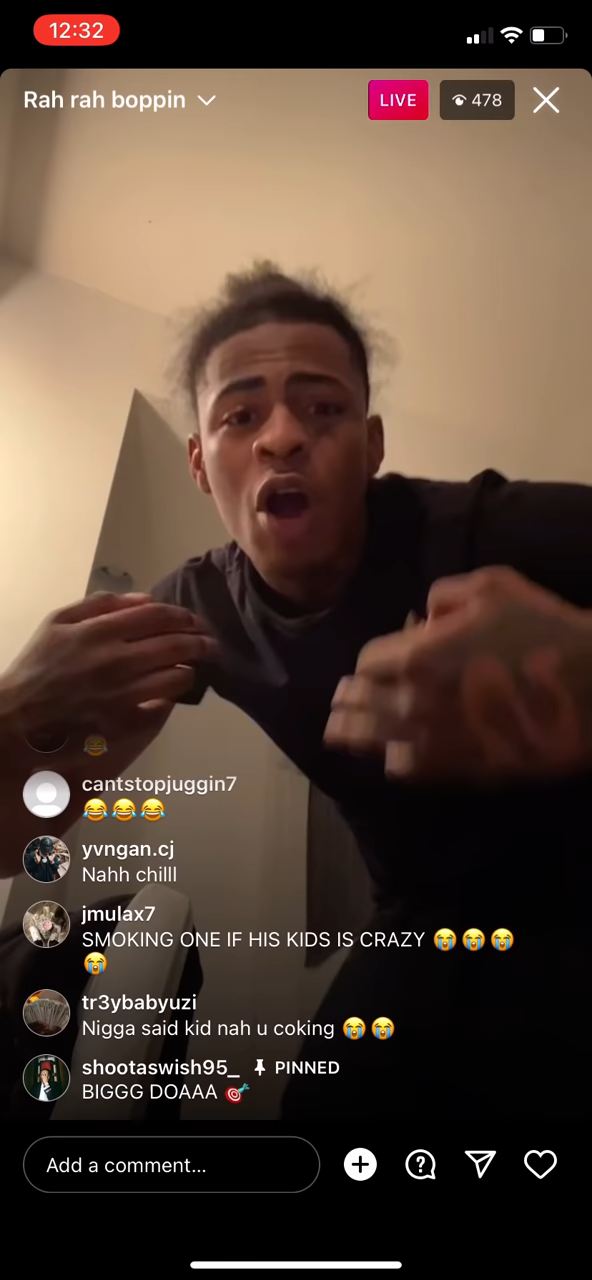 12:32
Rah rah boppin
LIVE
478
😂
cantstopjuggin7
😂😂😂
yvngan.cj
Nahh chilll
jmulax7
SMOKING ONE IF HIS KIDS IS CRAZY 😭😭😭
😭
tr3ybabyuzi
Nigga said kid nah u coking 😭😭
shootaswish95_ PINNED
BIGGG DOAAA 🎯
Add a comment...